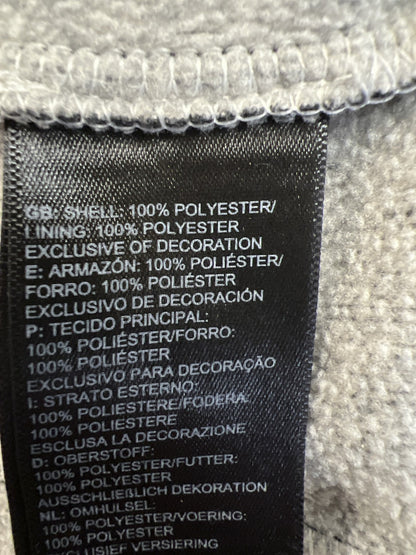 GB: SHELL: 100% POLYESTER/
LINING: 100% POLYESTER
EXCLUSIVE OF DECORATION
E: ARMAZÓN: 100% POLIÉSTER/
FORRO: 100% POLIÉSTER
EXCLUSIVO DE DECORACIÓN
P: TECIDO PRINCIPAL:
100% POLIÉSTER/FORRO:
100% POLIÉSTER
EXCLUSIVO PARA DECORAÇÃO
I: STRATO ESTERNO:
100% POLIESTERE/FODERA:
100% POLIESTERE
ESCLUSA LA DECORAZIONE
D: OBERSTOFF:
100% POLYESTER/FUTTER:
100% POLYESTER
AUSSCHLIEßLICH DEKORATION
NL: OMHULSEL:
100% POLYESTER/VOERING:
100% POLYESTER
EXCLUSIEF VERSIERING